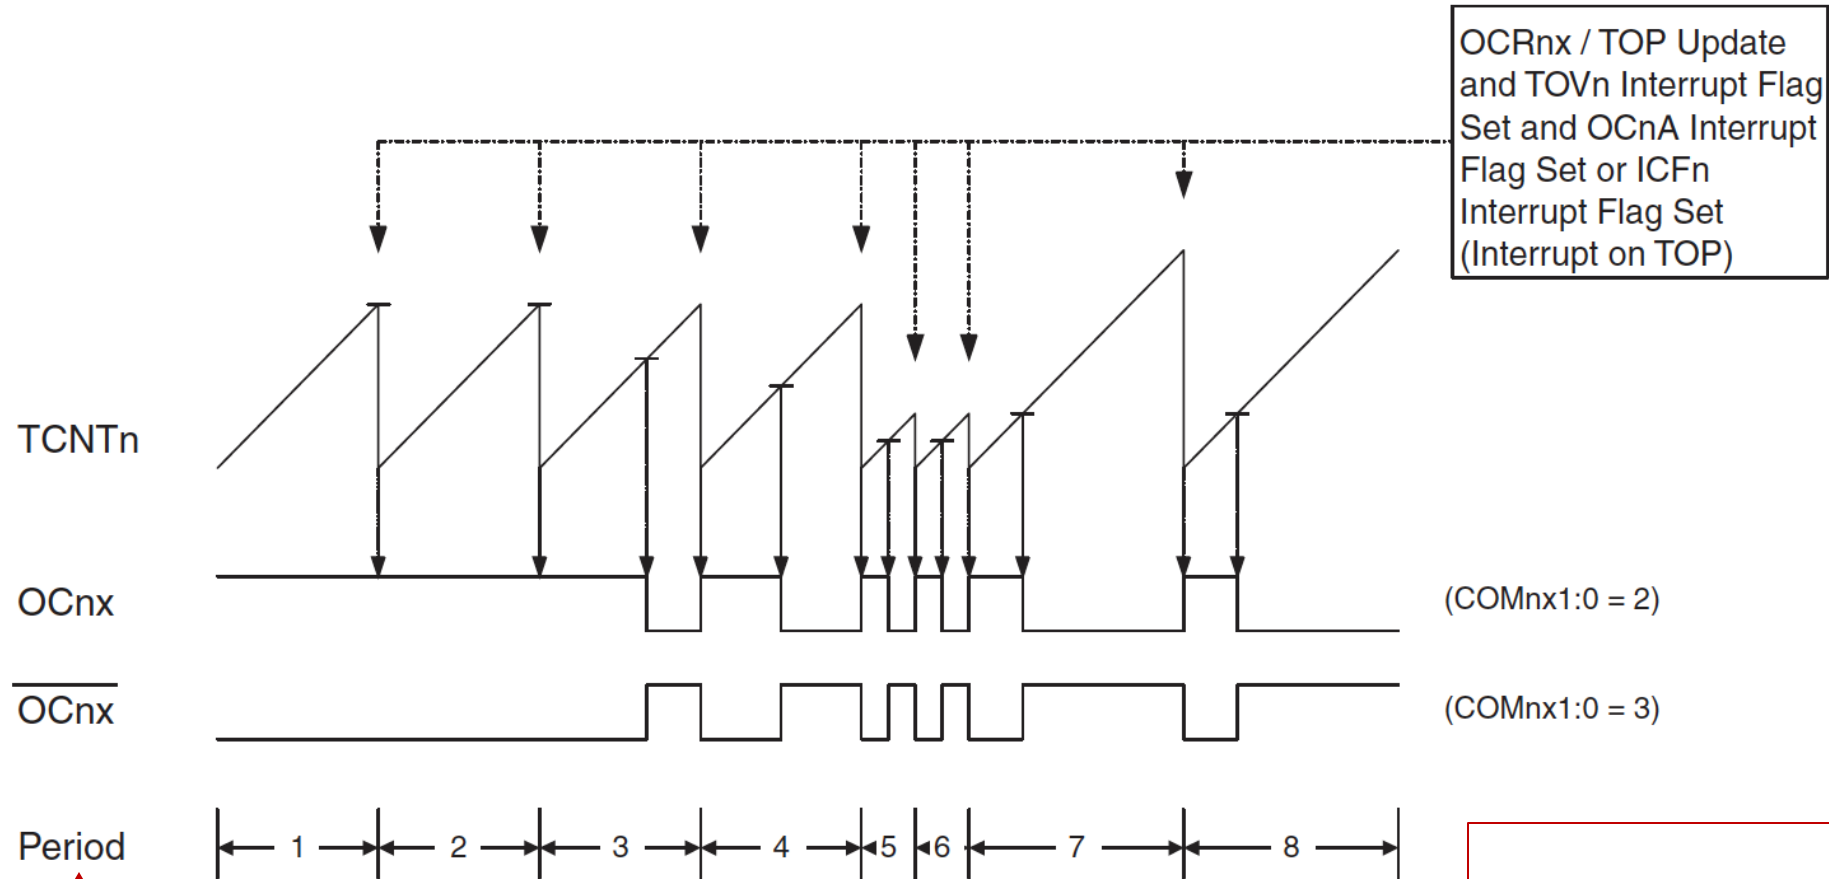 OCRnx / TOP Update
and TOVn Interrupt Flag
Set and OCnA Interrupt
Flag Set or ICFn
Interrupt Flag Set
(Interrupt on TOP)
TCNTn
OCnx
(COMnx1:0 = 2)
OCnx
(COMnx1:0 = 3)
Period
1
2
3
4
5
6
7
8